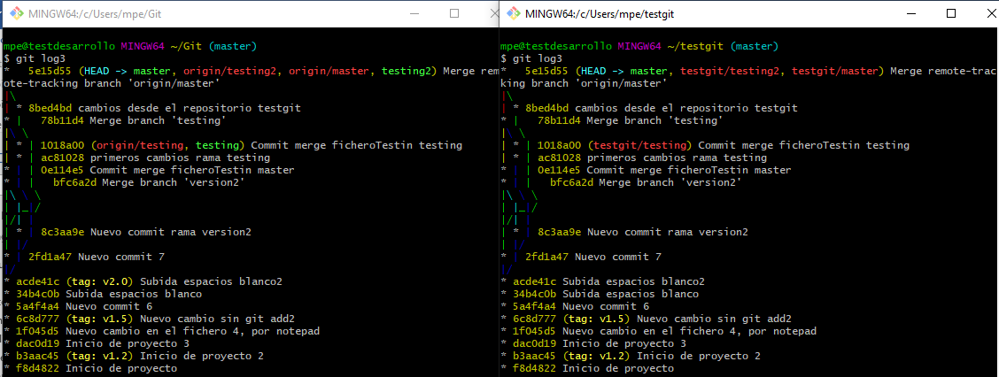 MINGW64:/c/Users/mpe/Git
mpe@testdesarrollo MINGW64 ~/Git (master)
$ git log3
*   5e15d55 (HEAD -> master, origin/testing2, origin/master, testing2) Merge rem
ote-tracking branch 'origin/master'
|\
| * 8bed4bd cambios desde el repositorio testgit
* |   78b11d4 Merge branch 'testing'
|\ \
| * | 1018a00 (origin/testing, testing) Commit merge ficheroTestin testing
| * | ac81028 primeros cambios rama testing
* | | 0e114e5 Commit merge ficheroTestin master
* | |   bfc6a2d Merge branch 'version2'
|\ \ \
| |_|/
|/| |
| * | 8c3aa9e Nuevo commit rama version2
| |/
* | 2fd1a47 Nuevo commit 7
|/
* acde41c (tag: v2.0) Subida espacios blanco2
* 34b4c0b Subida espacios blanco
* 5a4f4a4 Nuevo commit 6
* 6c8d777 (tag: v1.5) Nuevo cambio sin git add2
* 1f045d5 Nuevo cambio en el fichero 4, por notepad
* dac0d19 Inicio de proyecto 3
* b3aac45 (tag: v1.2) Inicio de proyecto 2
* f8d4822 Inicio de proyecto
MINGW64:/c/Users/mpe/testgit
mpe@testdesarrollo MINGW64 ~/testgit (master)
$ git log3
*   5e15d55 (HEAD -> master, testgit/testing2, testgit/master) Merge remote-trac
king branch 'origin/master'
|\
| * 8bed4bd cambios desde el repositorio testgit
* |   78b11d4 Merge branch 'testing'
|\ \
| * | 1018a00 (testgit/testing) Commit merge ficheroTestin testing
| * | ac81028 primeros cambios rama testing
* | | 0e114e5 Commit merge ficheroTestin master
* | |   bfc6a2d Merge branch 'version2'
|\ \ \
| |_|/
|/| |
| * | 8c3aa9e Nuevo commit rama version2
| |/
* | 2fd1a47 Nuevo commit 7
|/
* acde41c Subida espacios blanco2
* 34b4c0b Subida espacios blanco
* 5a4f4a4 Nuevo commit 6
* 6c8d777 (tag: v1.5) Nuevo cambio sin git add2
* 1f045d5 Nuevo cambio en el fichero 4, por notepad
* dac0d19 Inicio de proyecto 3
* b3aac45 (tag: v1.2) Inicio de proyecto 2
* f8d4822 Inicio de proyecto